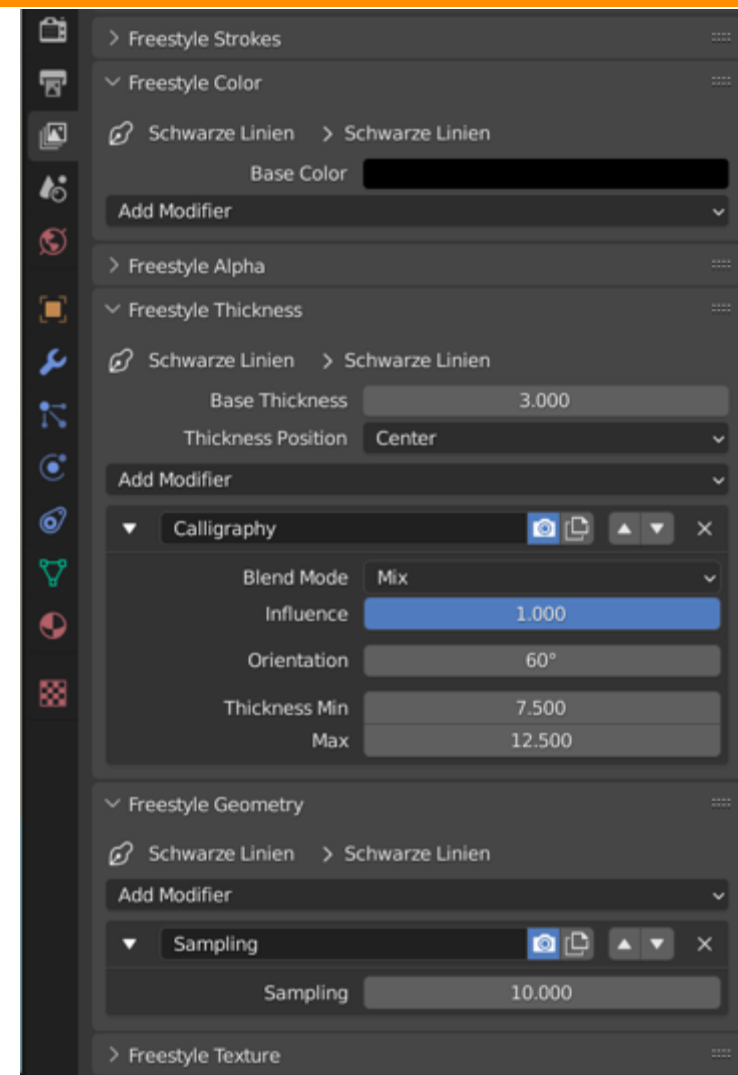 Freestyle Strokes
Freestyle Color
Schwarze Linien > Schwarze Linien
Base Color
Add Modifier
Freestyle Alpha
Freestyle Thickness
Schwarze Linien > Schwarze Linien
Base Thickness 3.000
Thickness Position Center
Add Modifier
Calligraphy
Blend Mode Mix
Influence 1.000
Orientation 60°
Thickness Min 7.500
Max 12.500
Freestyle Geometry
Schwarze Linien > Schwarze Linien
Add Modifier
Sampling
Sampling 10.000
Freestyle Texture